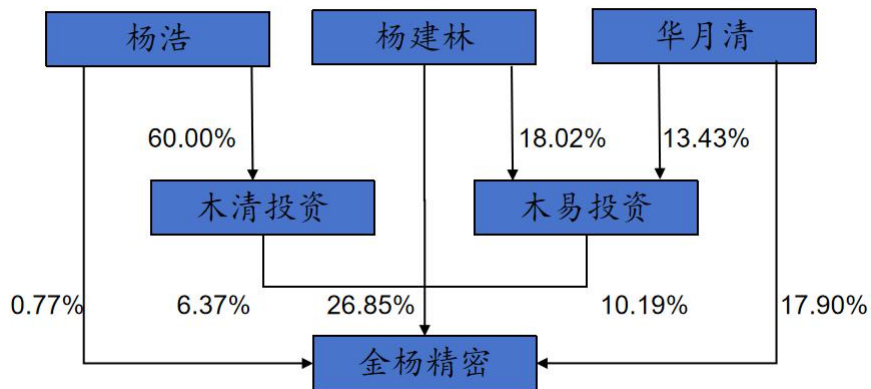 杨浩
杨建林
华月清
60.00%
18.02%
13.43%
木清投资
木易投资
0.77%
6.37%
26.85%
10.19%
17.90%
金杨精密